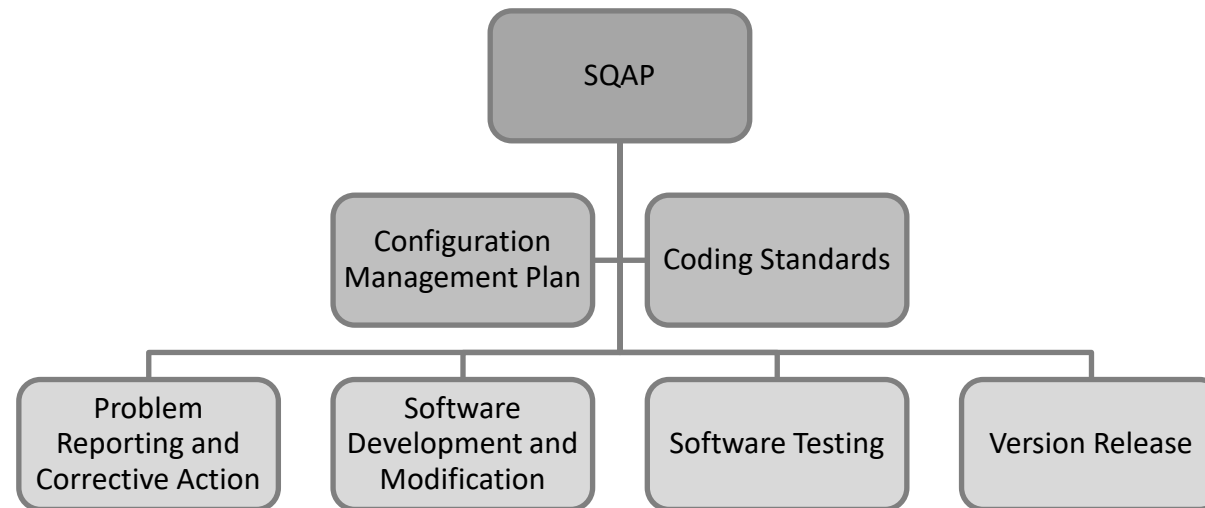 SQAP
Configuration
Management Plan
Coding Standards
Problem
Reporting and
Corrective Action
Software
Development and
Modification
Software Testing
Version Release